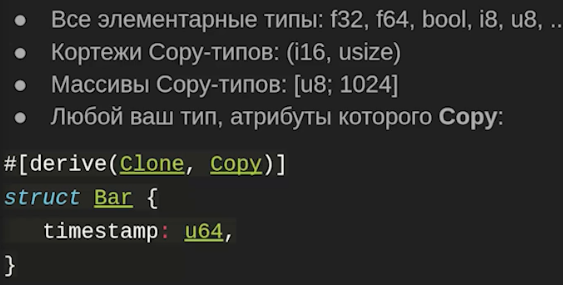 ● Все элементарные типы: f32, f64, bool, i8, u8, ..
● Кортежи Copy-типов: (i16, usize)
● Массивы Copy-типов: [u8; 1024]
● Любой ваш тип, атрибуты которого Copy:
#[derive(Clone, Copy)]
struct Bar {
timestamp: u64,
}